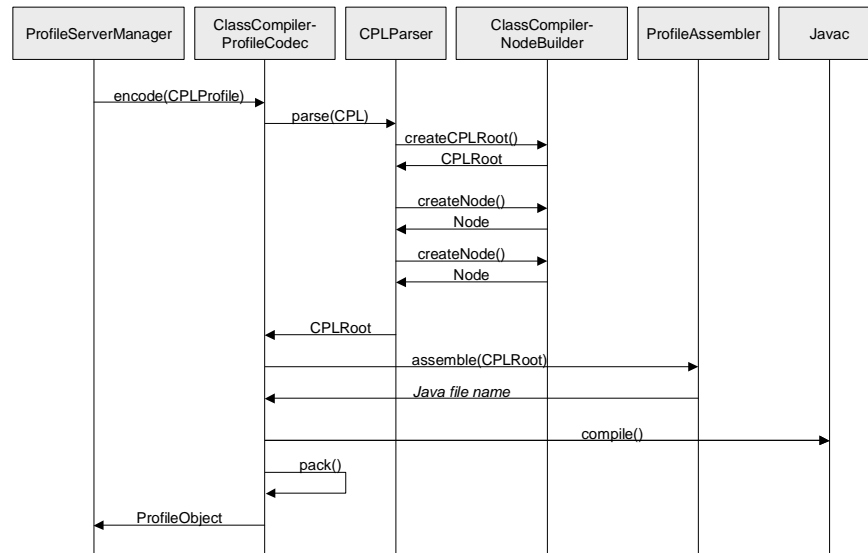 ProfileServerManager
ClassCompiler-
ProfileCodec
CPLParser
ClassCompiler-
NodeBuilder
ProfileAssembler
Javac
encode(CPLProfile)
parse(CPL)
createCPLRoot()
CPLRoot
createNode()
Node
createNode()
Node
CPLRoot
assemble(CPLRoot)
Java file name
compile()
pack()
ProfileObject